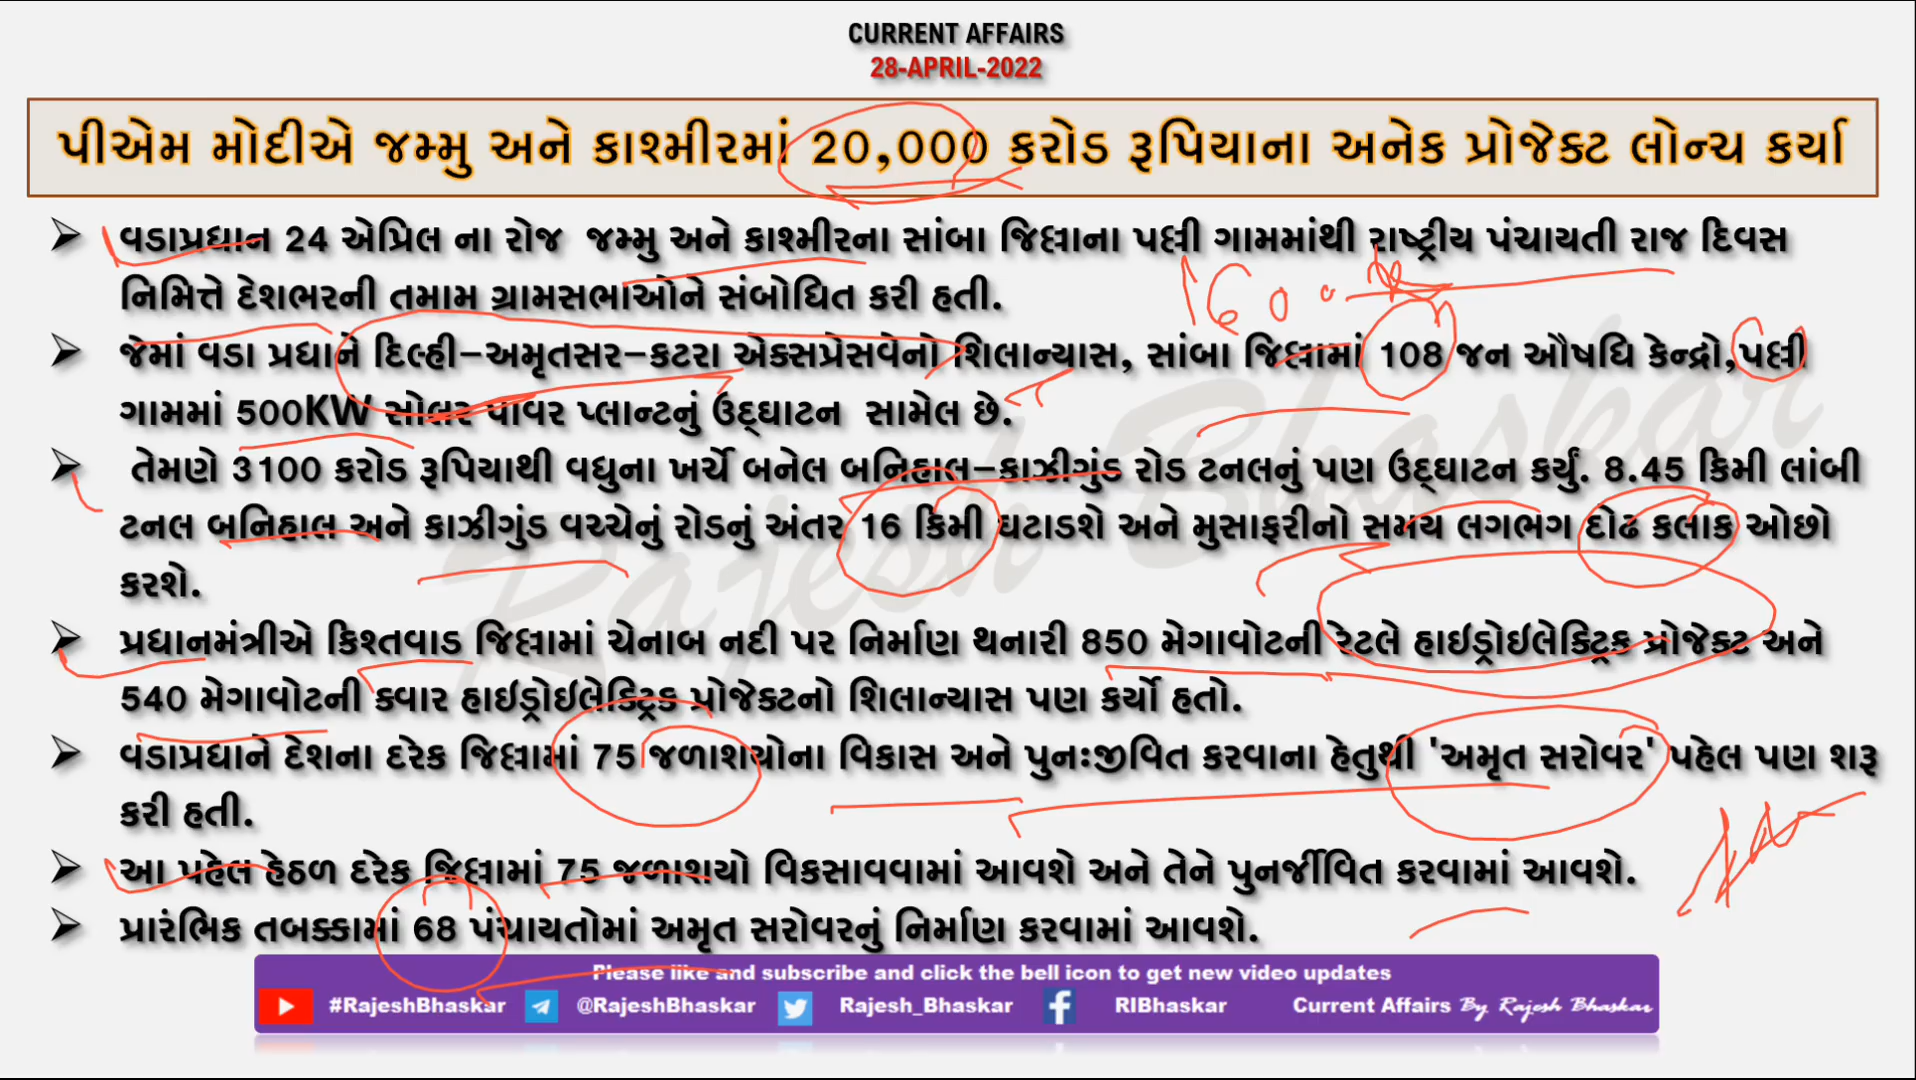 CURRENT AFFAIRS
28-APRIL-2022
પીએમ મોદીએ જમ્મુ અને કાશ્મીરમાં 20,000 કરોડ રૂપિયાના અનેક પ્રોજેક્ટ લોન્ચ કર્યા
➢ વડાપ્રધાન 24 એપ્રિલ ના રોજ જમ્મુ અને કાશ્મીરના સાંબા જિલ્લાના પલ્લી ગામમાંથી રાષ્ટ્રીય પંચાયતી રાજ દિવસ
નિમિત્તે દેશભરની તમામ ગ્રામસભાઓને સંબોધિત કરી હતી.
1600
➢ જેમાં વડા પ્રધાને દિલ્હી-અમૃતસર-કટરા એક્સપ્રેસવેનો શિલાન્યાસ, સાંબા જિલ્લામાં 108 જન ઔષધિ કેન્દ્રો,પલ્લી
ગામમાં 500KW સોલર પાવર પ્લાન્ટનું ઉદ્ઘાટન સામેલ છે.
➢ તેમણે 3100 કરોડ રૂપિયાથી વધુના ખર્ચે બનેલ બનિહાલ-કાઝીગુંડ રોડ ટનલનું પણ ઉદ્ઘાટન કર્યું. 8.45 કિમી લાંબી
ટનલ બનિહાલ અને કાઝીગુંડ વચ્ચેનું રોડનું અંતર 16 કિમી ઘટાડશે અને મુસાફરીનો સમય લગભગ દોઢ કલાક ઓછો
કરશે.
➢ પ્રધાનમંત્રીએ કિશ્તવાડ જિલ્લામાં ચેનાબ નદી પર નિર્માણ થનારી 850 મેગાવોટની રેટલે હાઈડ્રોઈલેક્ટ્રિક પ્રોજેક્ટ અને
540 મેગાવોટની ક્વાર હાઈડ્રોઈલેક્ટ્રિક પ્રોજેક્ટનો શિલાન્યાસ પણ કર્યો હતો.
➢ વડાપ્રધાને દેશના દરેક જિલ્લામાં 75 જળાશયોના વિકાસ અને પુનઃજીવિત કરવાના હેતુથી 'અમૃત સરોવર' પહેલ પણ શરૂ
કરી હતી.
➢ આ પહેલ હેઠળ દરેક જિલ્લામાં 75 જળાશયો વિકસાવવામાં આવશે અને તેને પુનર્જીવિત કરવામાં આવશે.
➢ પ્રારંભિક તબક્કામાં 68 પંચાયતોમાં અમૃત સરોવરનું નિર્માણ કરવામાં આવશે.
Rajesh Bhaskar
Please like and subscribe and click the bell icon to get new video updates
#RajeshBhaskar @RajeshBhaskar Rajesh_Bhaskar RIBhaskar Current Affairs By Rajesh Bhaskar